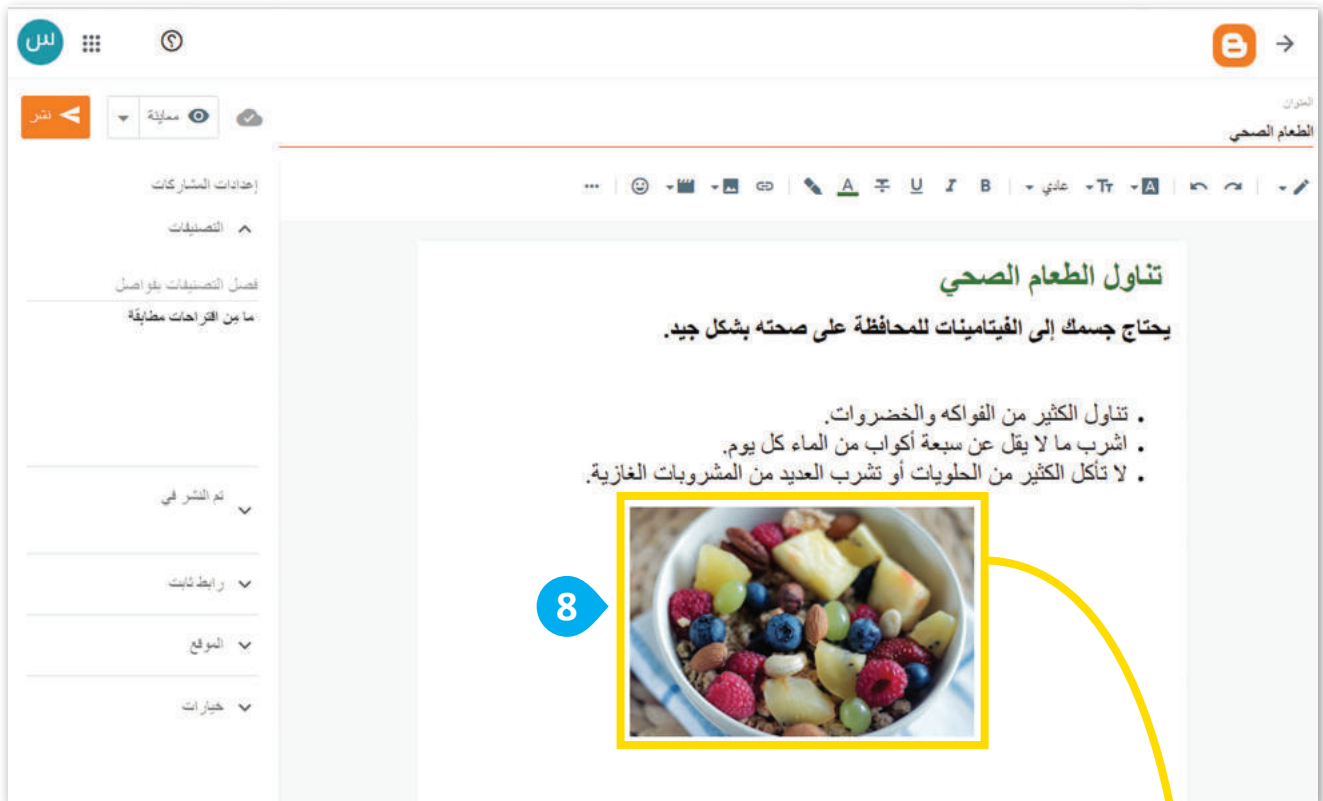 س
العنوان
الطعام الصحي
نشر
معاينة
عادي
إعدادات المشاركات
التصنيفات
فصل التصنيفات بفواصل
ما مِن اقتراحات مطابِقة
تم النشر في
رابط ثابت
الموقع
خيارات
تناول الطعام الصحي
يحتاج جسمك إلى الفيتامينات للمحافظة على صحته بشكل جيد.
• تناول الكثير من الفواكه والخضروات.
• اشرب ما لا يقل عن سبعة أكواب من الماء كل يوم.
• لا تأكل الكثير من الحلويات أو تشرب العديد من المشروبات الغازية.
8